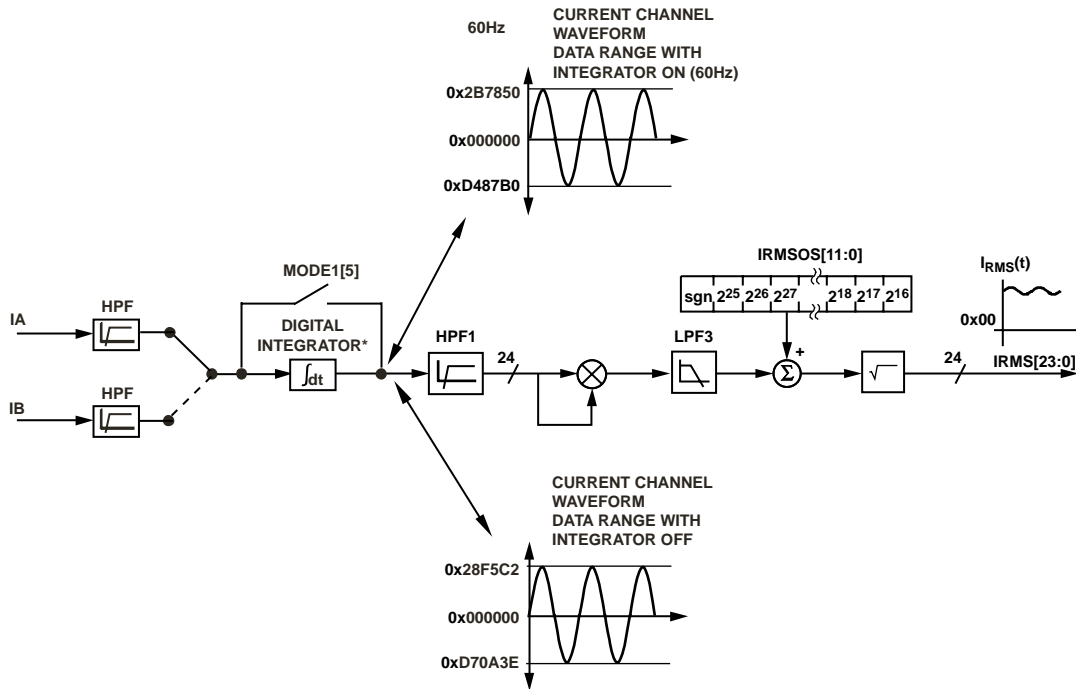 60Hz
CURRENT CHANNEL
WAVEFORM
DATA RANGE WITH
INTEGRATOR ON (60Hz)
0x2B7850
0x000000
0xD487B0
MODE1[5]
IRMSOS[11:0]
sgn 2^25 2^26 2^27 2^18 2^17 2^16
I_RMS(t)
0x00
IA
HPF
DIGITAL
INTEGRATOR*
∫dt
HPF1
24
LPF3
+
Σ
√
24
IRMS[23:0]
IB
HPF
CURRENT CHANNEL
WAVEFORM
DATA RANGE WITH
INTEGRATOR OFF
0x28F5C2
0x000000
0xD70A3E